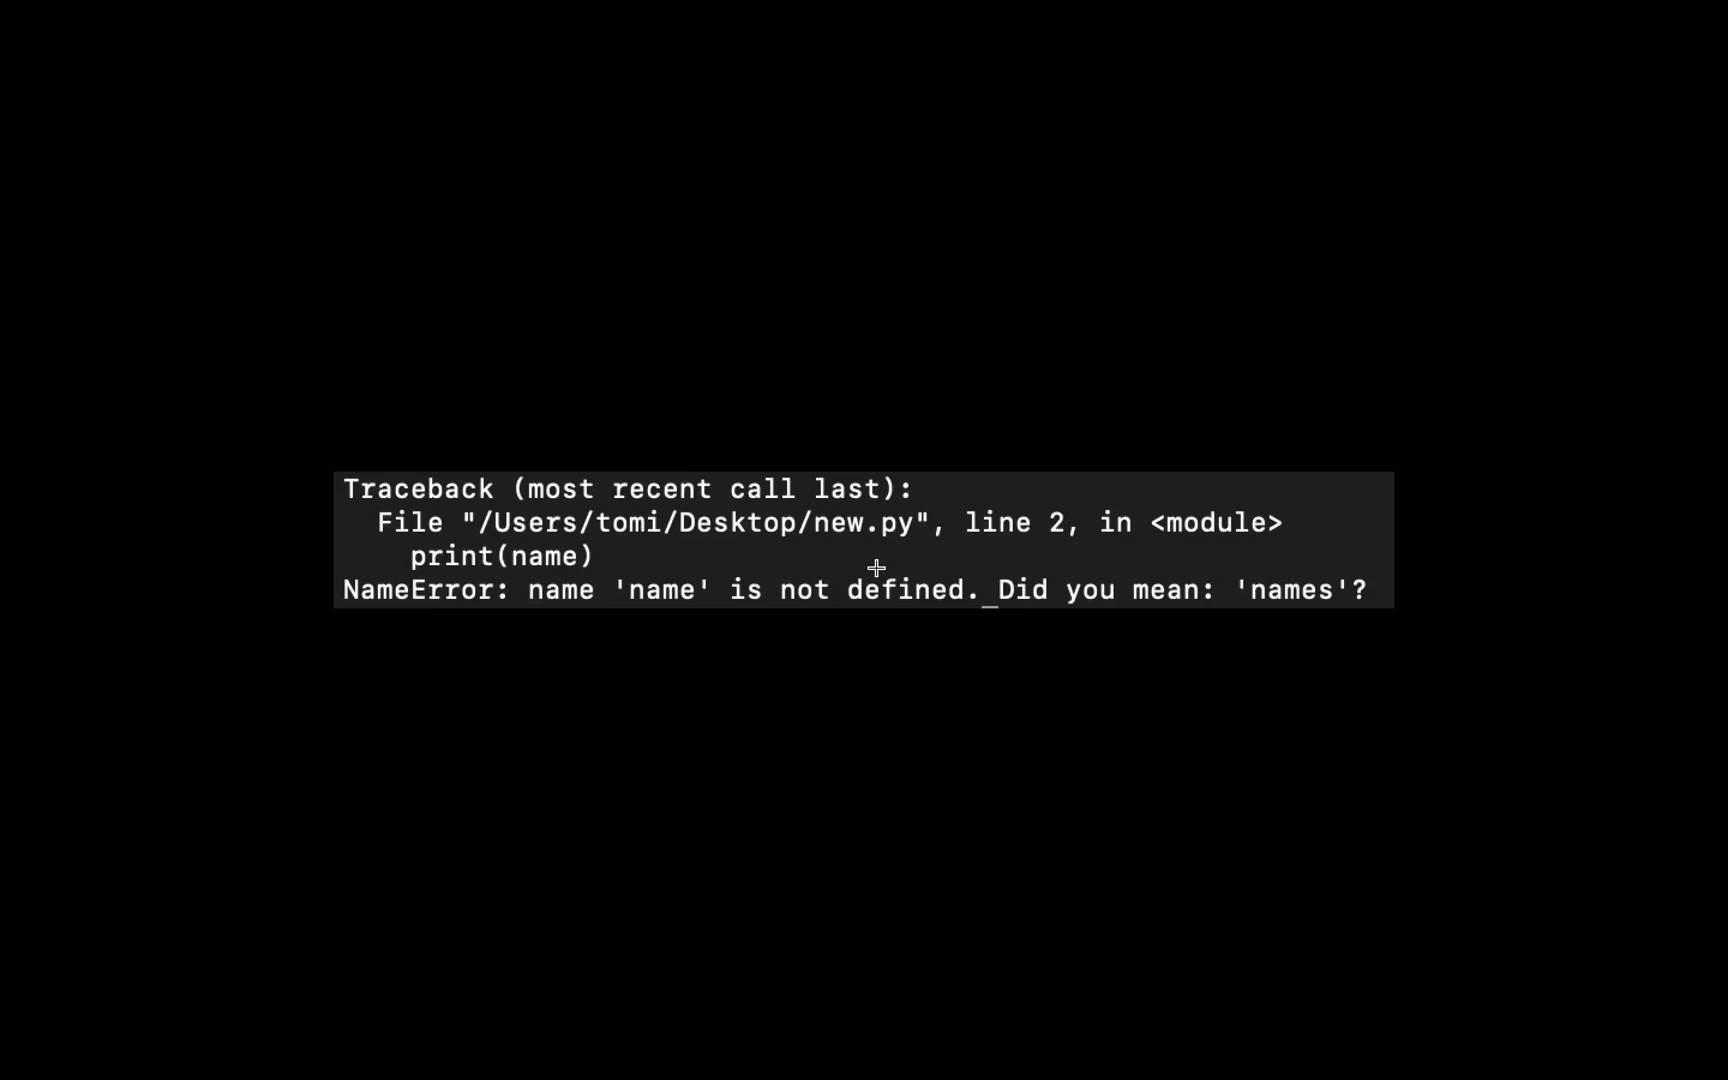 Traceback (most recent call last):
  File "/Users/tomi/Desktop/new.py", line 2, in <module>
    print(name)
NameError: name 'name' is not defined._Did you mean: 'names'?